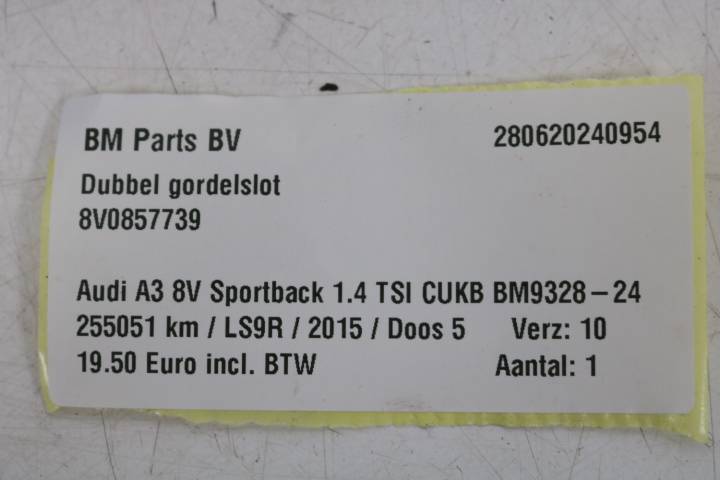 BM Parts BV 280620240954
Dubbel gordelslot
8V0857739
Audi A3 8V Sportback 1.4 TSI CUKB BM9328-24
255051 km / LS9R / 2015 / Doos 5 Verz: 10
19.50 Euro incl. BTW Aantal: 1